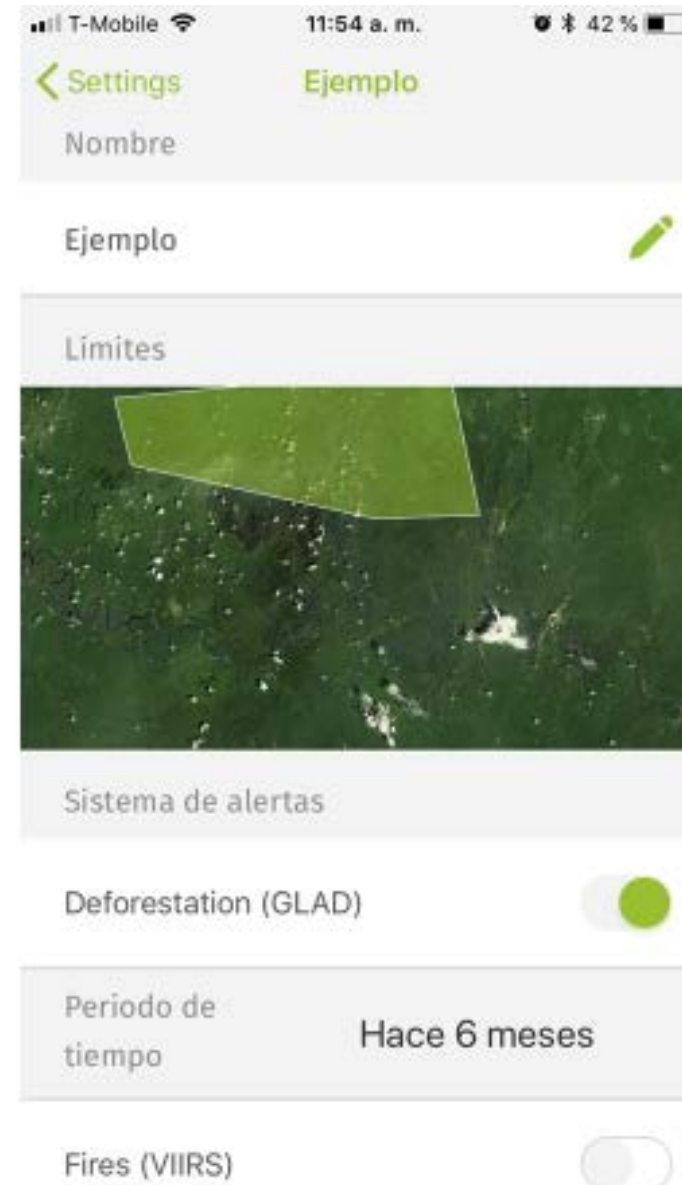 T-Mobile 11:54 a. m. 42 %
Settings Ejemplo
Nombre
Ejemplo
Límites
Sistema de alertas
Deforestation (GLAD)
Periodo de
tiempo
Hace 6 meses
Fires (VIIRS)